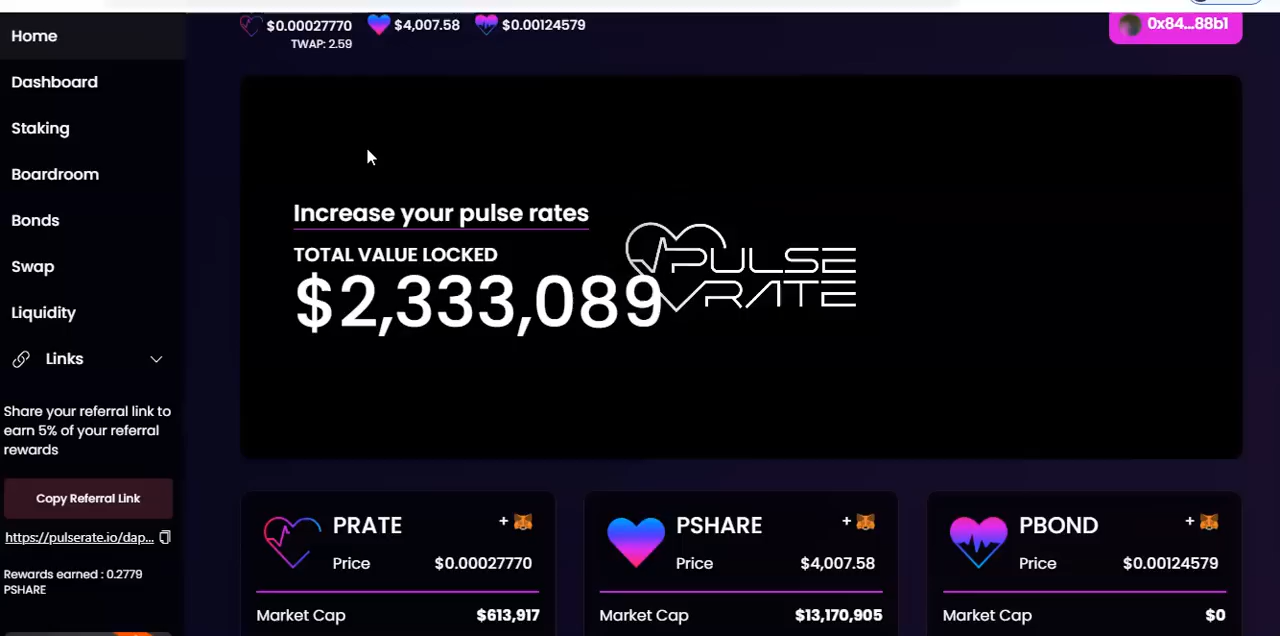 Home
Dashboard
Staking
Boardroom
Bonds
Swap
Liquidity
Links
Share your referral link to
earn 5% of your referral
rewards
Copy Referral Link
https://pulserate.io/dap...
Rewards earned : 0.2779
PSHARE
$0.00027770
TWAP: 2.59
$4,007.58
$0.00124579
0x84...88b1
Increase your pulse rates
TOTAL VALUE LOCKED
$2,333,089
PULSE
RATE
PRATE
+
Price $0.00027770
Market Cap $613,917
PSHARE
+
Price $4,007.58
Market Cap $13,170,905
PBOND
+
Price $0.00124579
Market Cap $0